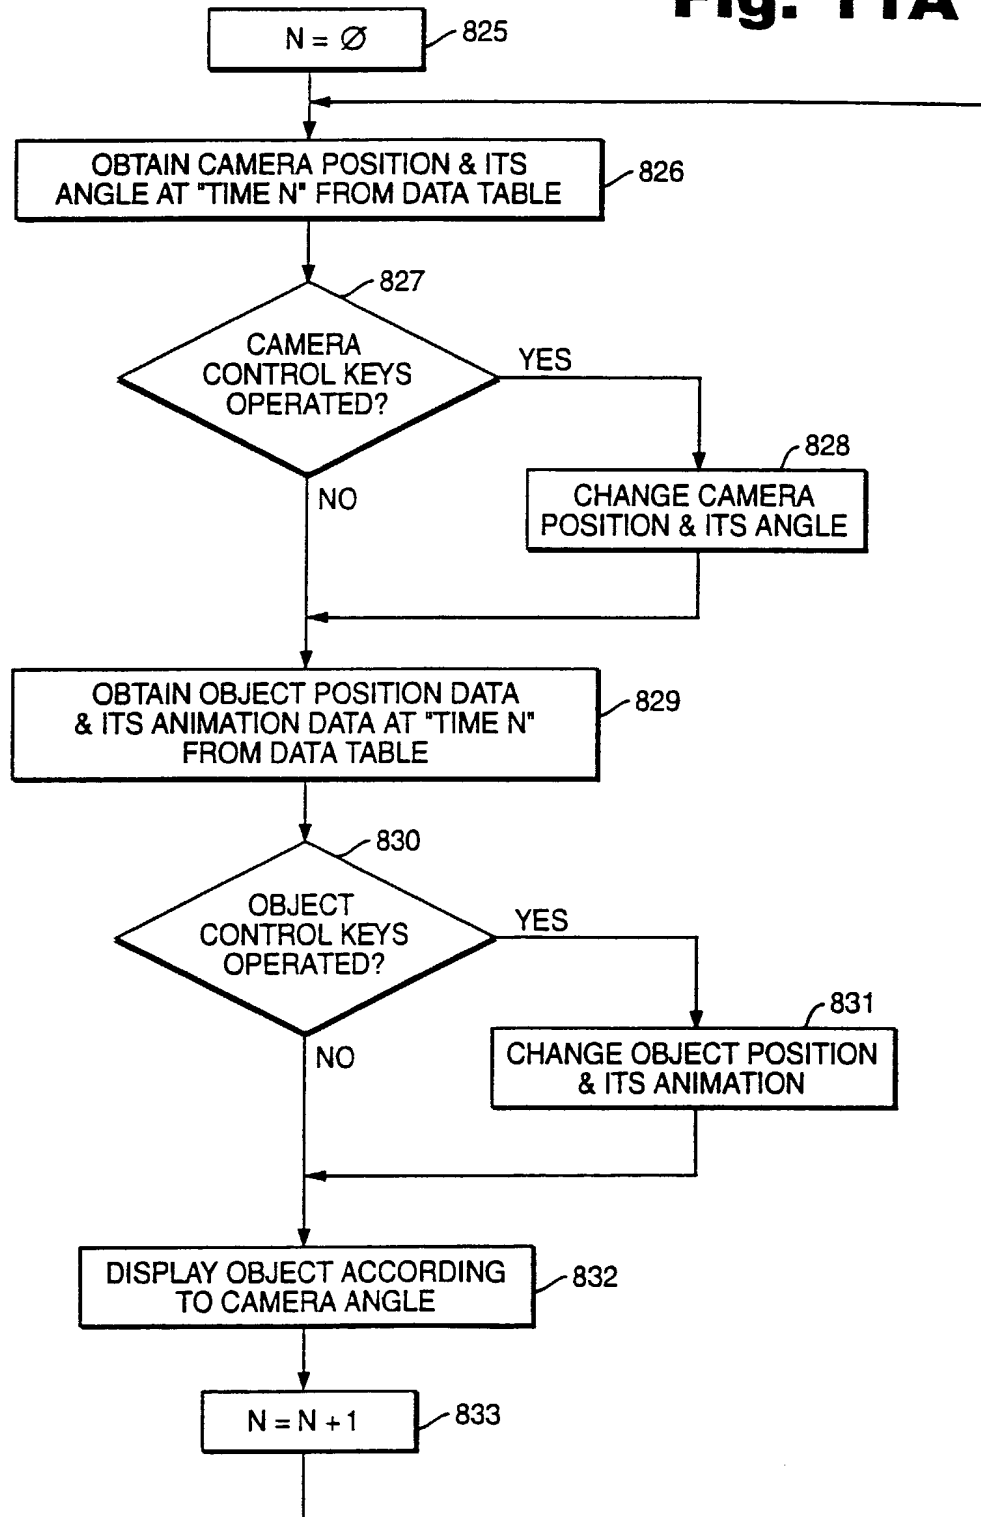 Fig. 11A
N = Ø
825
OBTAIN CAMERA POSITION & ITS
ANGLE AT "TIME N" FROM DATA TABLE
826
827
CAMERA
CONTROL KEYS
OPERATED?
YES
NO
828
CHANGE CAMERA
POSITION & ITS ANGLE
OBTAIN OBJECT POSITION DATA
& ITS ANIMATION DATA AT "TIME N"
FROM DATA TABLE
829
830
OBJECT
CONTROL KEYS
OPERATED?
YES
NO
831
CHANGE OBJECT POSITION
& ITS ANIMATION
DISPLAY OBJECT ACCORDING
TO CAMERA ANGLE
832
N = N + 1
833